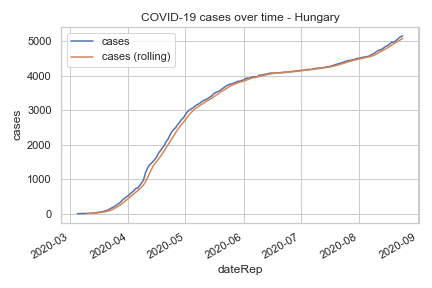 COVID-19 cases over time - Hungary
cases
cases (rolling)
5000
4000
3000
2000
1000
0
cases
2020-03
2020-04
2020-05
2020-06
2020-07
2020-08
2020-09
dateRep